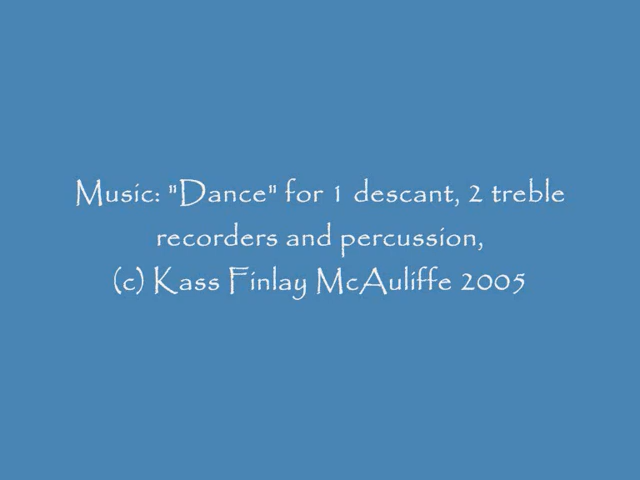 Music: "Dance" for 1 descant, 2 treble
recorders and percussion,
(c) Kass Finlay McAuliffe 2005